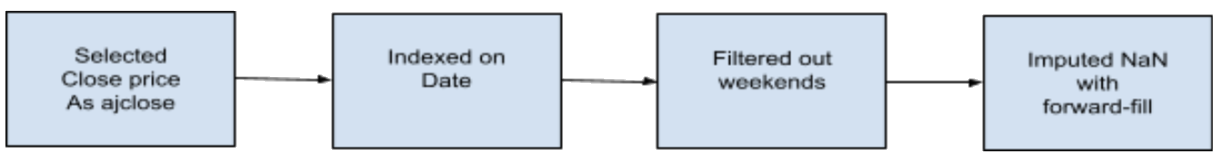 Selected
Close price
As ajclose
Indexed on
Date
Filtered out
weekends
Imputed NaN
with
forward-fill